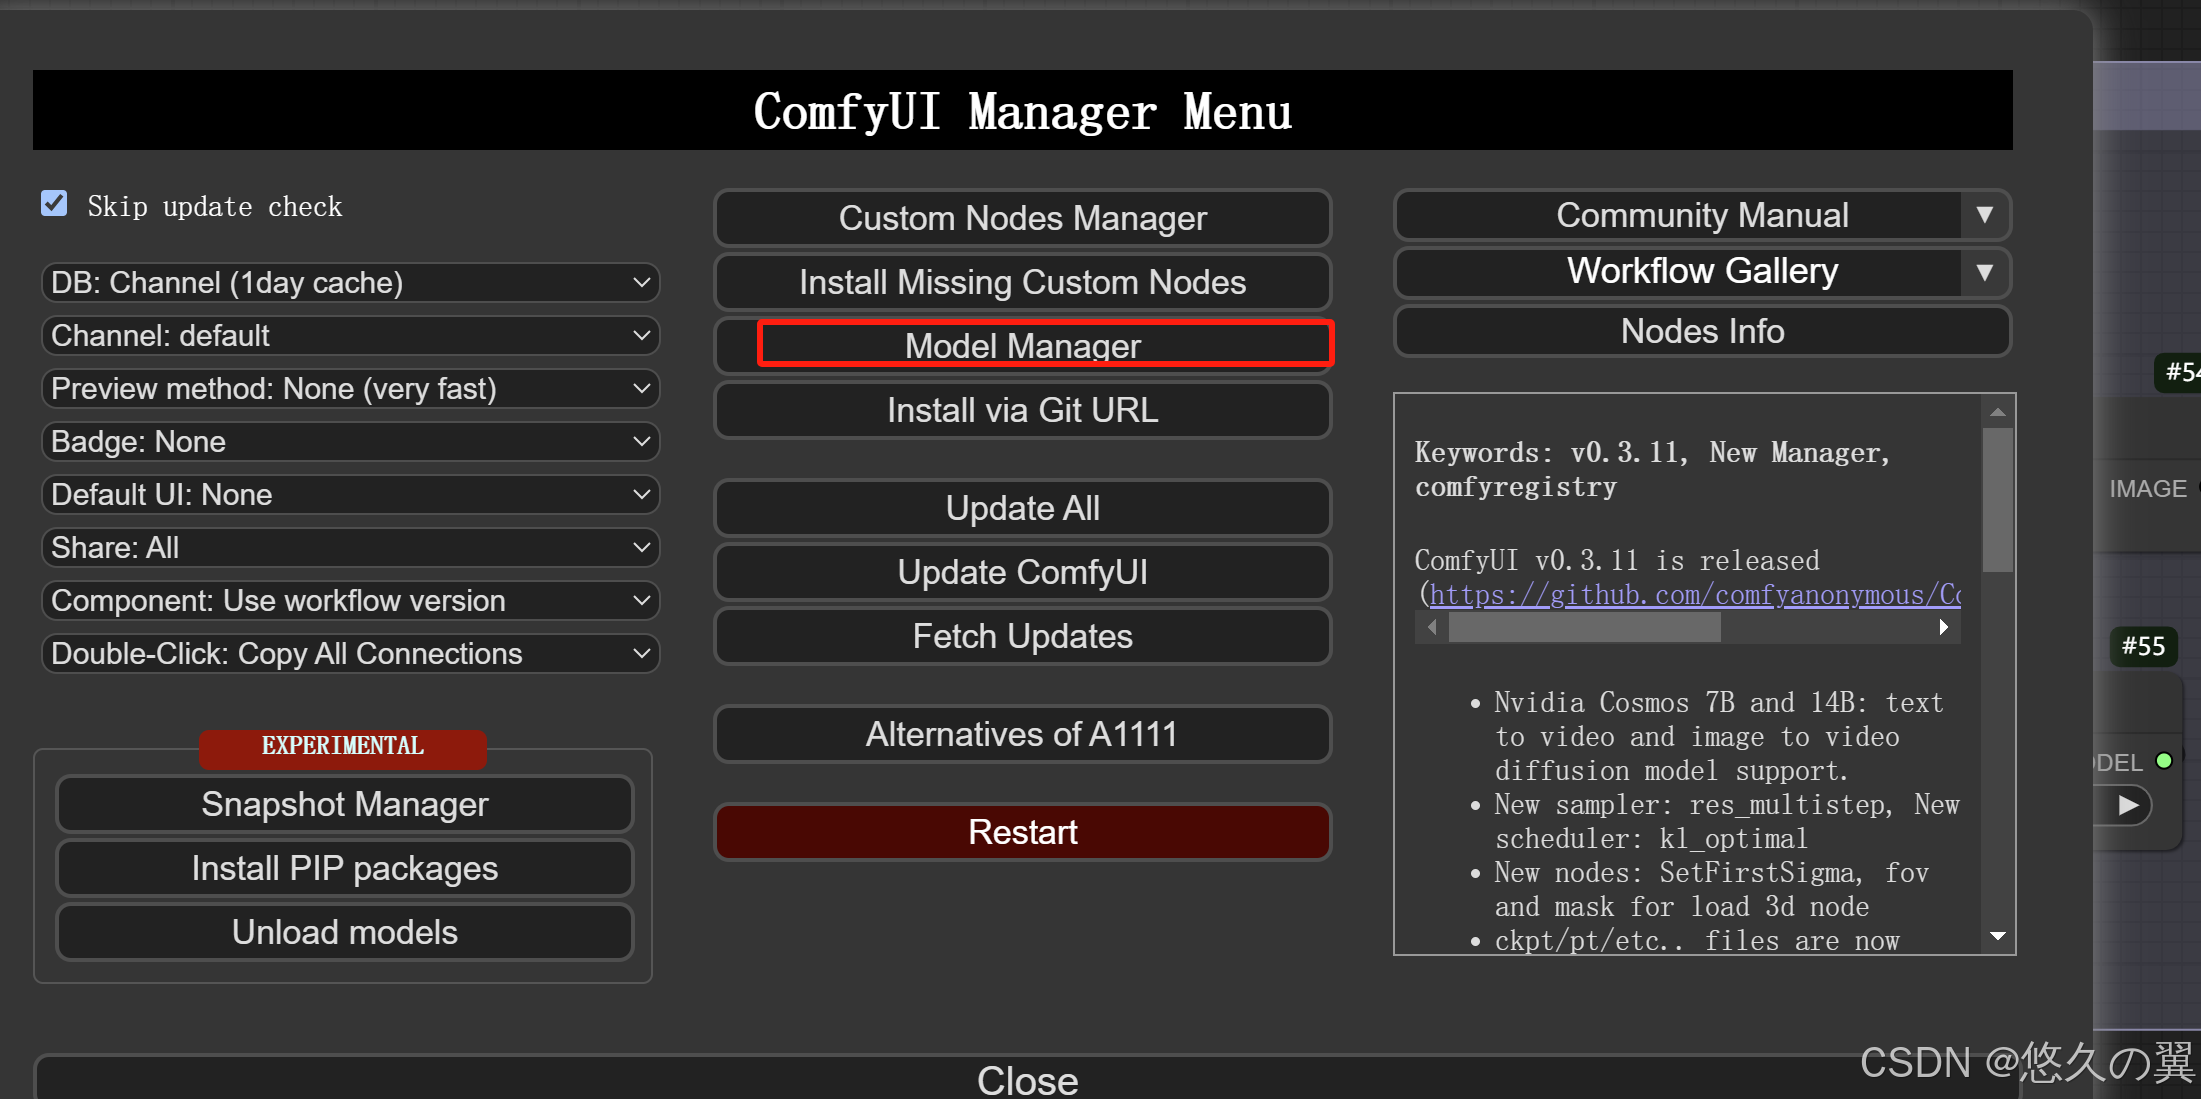 ComfyUI Manager Menu
Skip update check
DB: Channel (1day cache)
Channel: default
Preview method: None (very fast)
Badge: None
Default UI: None
Share: All
Component: Use workflow version
Double-Click: Copy All Connections
EXPERIMENTAL
Snapshot Manager
Install PIP packages
Unload models
Custom Nodes Manager
Install Missing Custom Nodes
Model Manager
Install via Git URL
Update All
Update ComfyUI
Fetch Updates
Alternatives of A1111
Restart
Community Manual ▼
Workflow Gallery ▼
Nodes Info
Keywords: v0.3.11, New Manager,
comfyregistry
ComfyUI v0.3.11 is released
(https://github.com/comfyanonymous/Co
• Nvidia Cosmos 7B and 14B: text
to video and image to video
diffusion model support.
• New sampler: res_multistep, New
scheduler: kl_optimal
• New nodes: SetFirstSigma, fov
and mask for load 3d node
• ckpt/pt/etc.. files are now
Close
#54
IMAGE
#55
ODEL
CSDN @悠久の翼